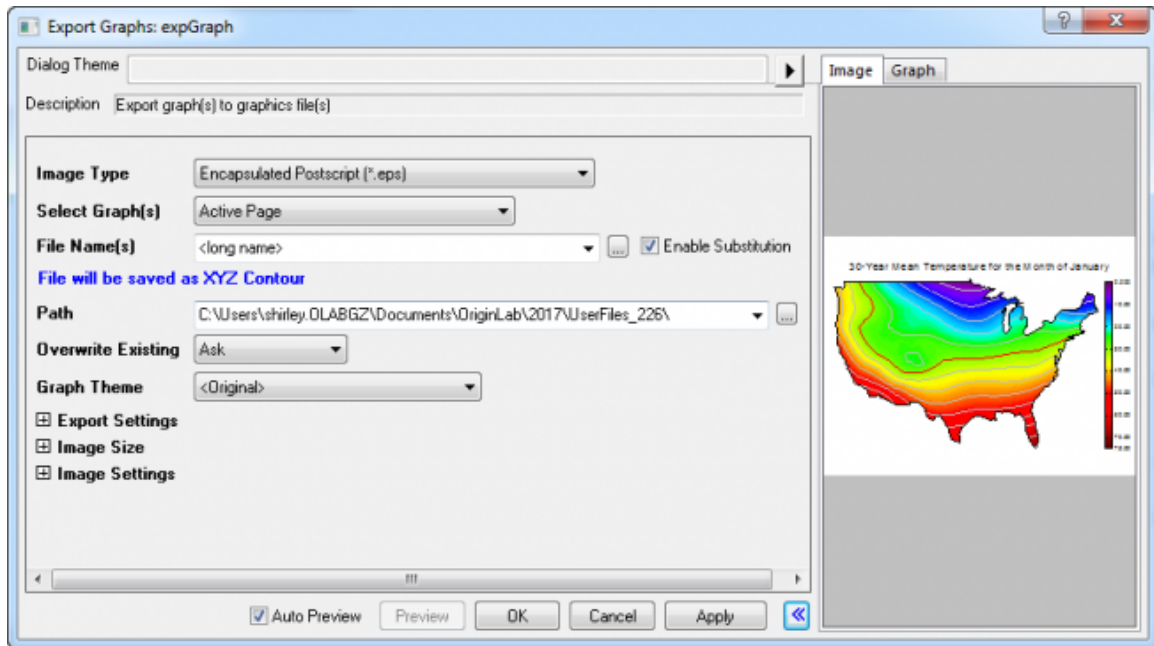 Export Graphs: expGraph
Dialog Theme
Description Export graph(s) to graphics file(s)
Image Type Encapsulated Postscript (*.eps)
Select Graph(s) Active Page
File Name(s) <long name> ... Enable Substitution
File will be saved as XYZ Contour
Path C:\Users\shirley.OLABGZ\Documents\OriginLab\2017\UserFiles_226\ ...
Overwrite Existing Ask
Graph Theme <Original>
Export Settings
Image Size
Image Settings
Auto Preview Preview OK Cancel Apply
Image Graph
30-Year Mean Temperature for the Month of January